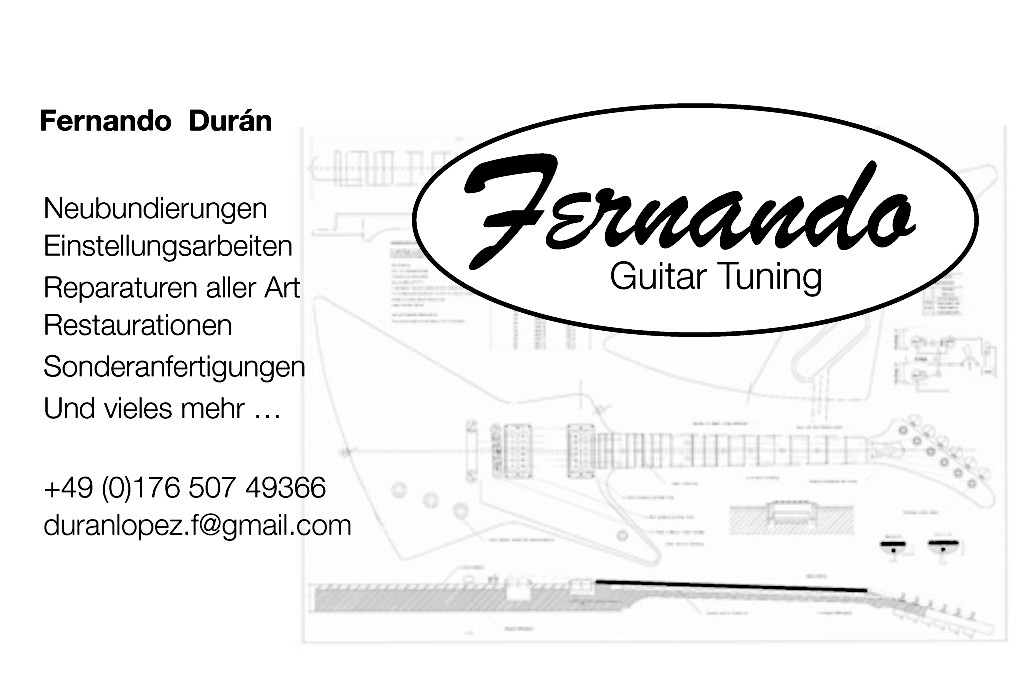 Fernando Durán
Neubundierungen
Einstellungsarbeiten
Reparaturen aller Art
Restaurationen
Sonderanfertigungen
Und vieles mehr …
+49 (0)176 507 49366
duranlopez.f@gmail.com
Fernando
Guitar Tuning